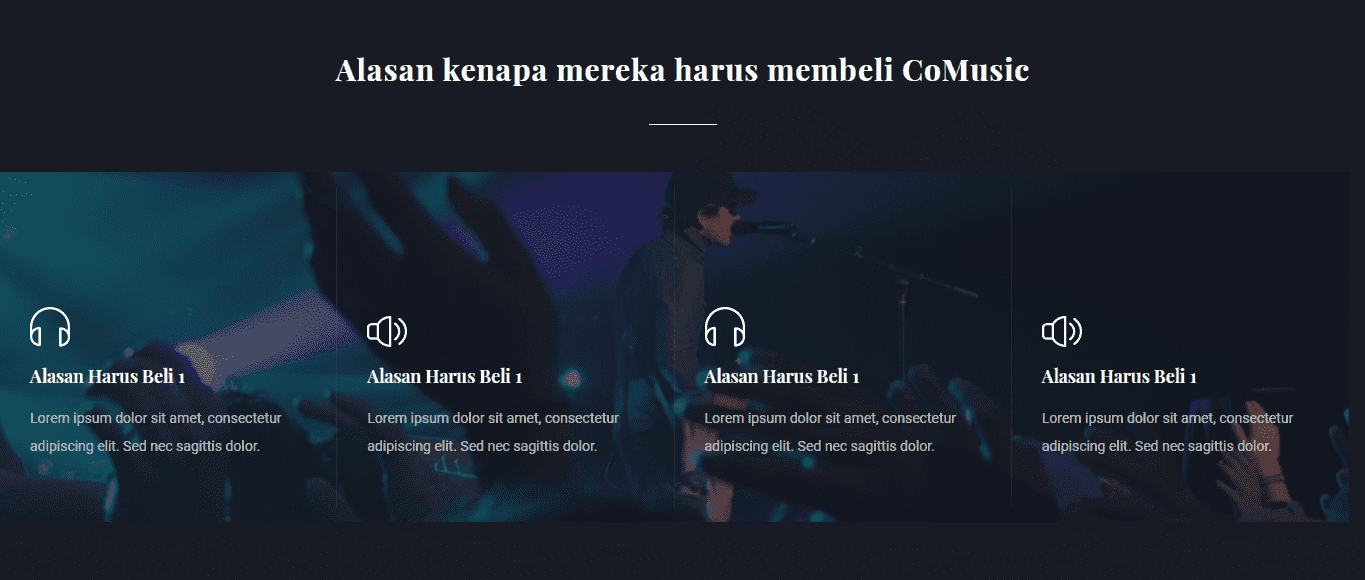 Alasan kenapa mereka harus membeli CoMusic
Alasan Harus Beli 1
Lorem ipsum dolor sit amet, consectetur
adipiscing elit. Sed nec sagittis dolor.
Alasan Harus Beli 1
Lorem ipsum dolor sit amet, consectetur
adipiscing elit. Sed nec sagittis dolor.
Alasan Harus Beli 1
Lorem ipsum dolor sit amet, consectetur
adipiscing elit. Sed nec sagittis dolor.
Alasan Harus Beli 1
Lorem ipsum dolor sit amet, consectetur
adipiscing elit. Sed nec sagittis dolor.